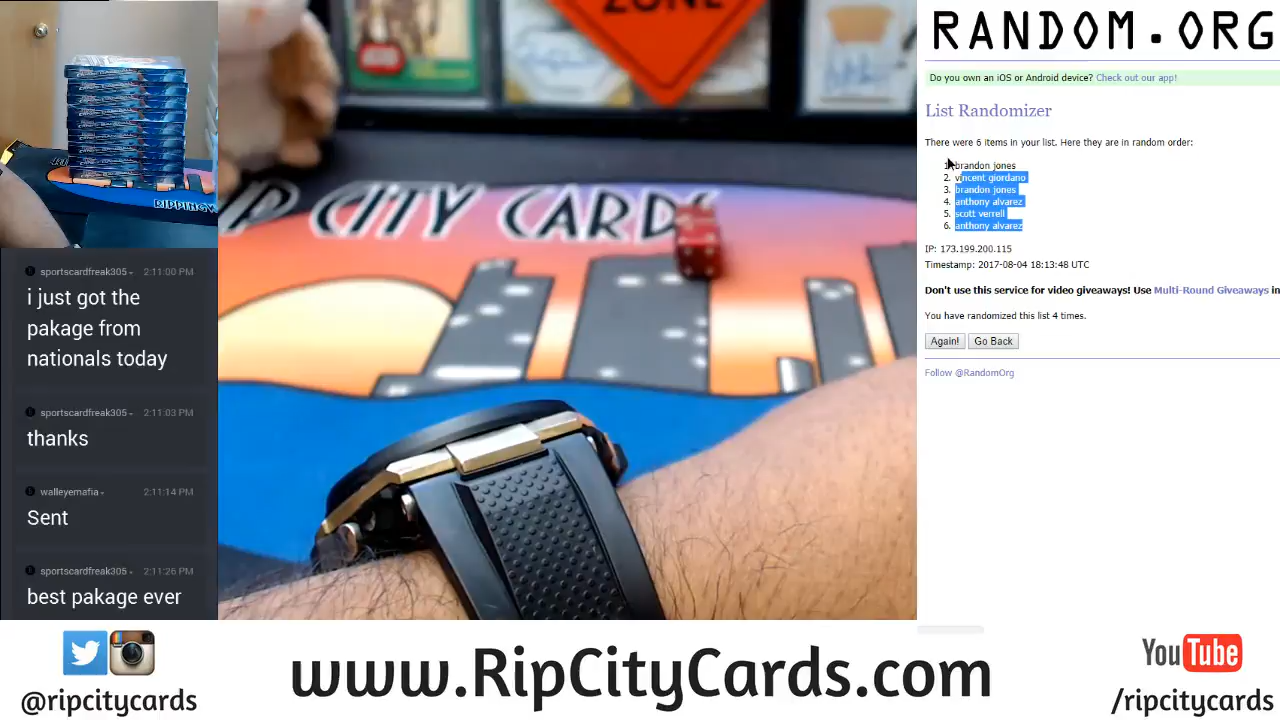 ZONE
P CITY CARDS
RIPPING
sportscardfreak305 2:11:00 PM
i just got the
pakage from
nationals today
sportscardfreak305 2:11:03 PM
thanks
walleyemafia 2:11:14 PM
Sent
sportscardfreak305 2:11:26 PM
best pakage ever
RANDOM.ORG
Do you own an iOS or Android device? Check out our app!
List Randomizer
There were 6 items in your list. Here they are in random order:
1. brandon jones
2. vincent giordano
3. brandon jones
4. anthony alvarez
5. scott verrell
6. anthony alvarez
IP: 173.199.200.115
Timestamp: 2017-08-04 18:13:48 UTC
Don't use this service for video giveaways! Use Multi-Round Giveaways in
You have randomized this list 4 times.
Again! Go Back
Follow @RandomOrg
@ripcitycards
www.RipCityCards.com
YouTube
/ripcitycards